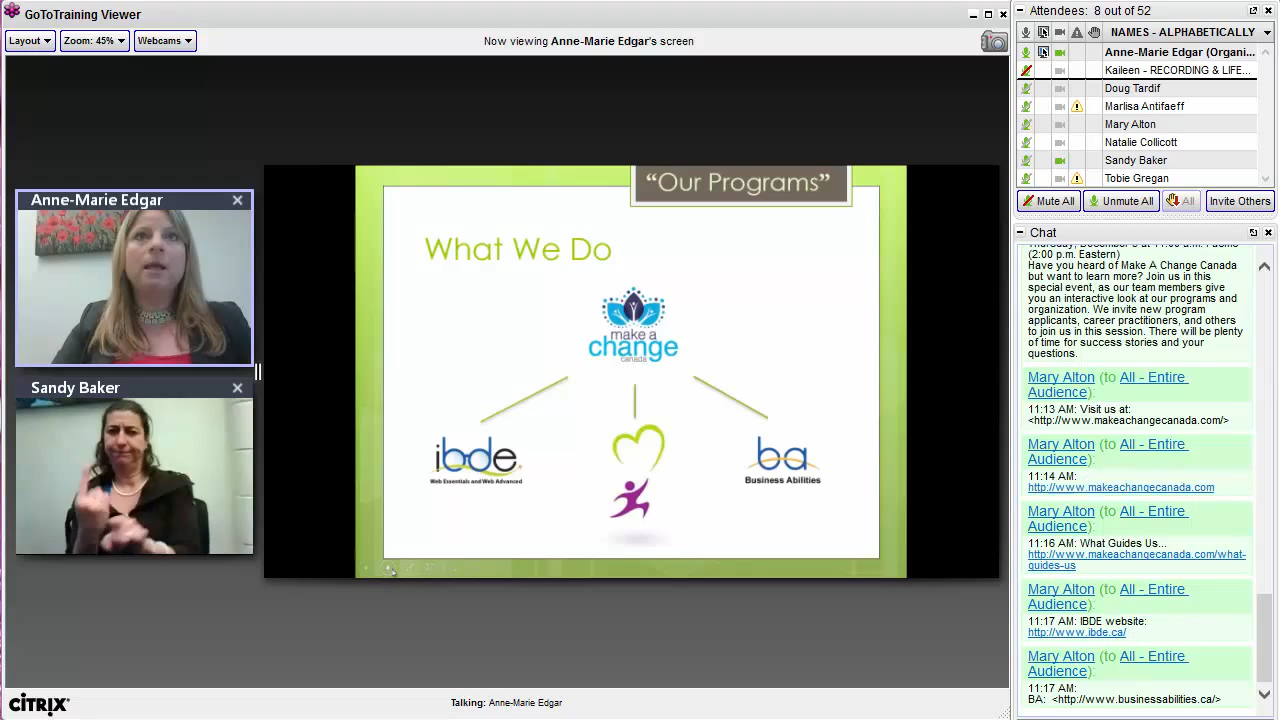 GoToTraining Viewer
Layout
Zoom: 45%
Webcams
Now viewing Anne-Marie Edgar's screen
Anne-Marie Edgar
Sandy Baker
"Our Programs"
What We Do
make a
change
canada
ibde
Web Essentials and Web Advanced
ba
Business Abilities
CITRIX
Talking: Anne-Marie Edgar
Attendees: 8 out of 52
NAMES - ALPHABETICALLY
Anne-Marie Edgar (Organi...
Kaileen - RECORDING & LIFE...
Doug Tardif
Marlisa Antifaeff
Mary Alton
Natalie Collicott
Sandy Baker
Tobie Gregan
Mute All
Unmute All
All
Invite Others
Chat
(2:00 p.m. Eastern)
Have you heard of Make A Change Canada
but want to learn more? Join us in this
special event, as our team members give
you an interactive look at our programs and
organization. We invite new program
applicants, career practitioners, and others
to join us in this session. There will be plenty
of time for success stories and your
questions.
Mary Alton (to All - Entire
Audience):
11:13 AM: Visit us at:
<http://www.makeachangecanada.com/>
Mary Alton (to All - Entire
Audience):
11:14 AM:
http://www.makeachangecanada.com
Mary Alton (to All - Entire
Audience):
11:16 AM: What Guides Us...
http://www.makeachangecanada.com/what-
guides-us
Mary Alton (to All - Entire
Audience):
11:17 AM: IBDE website:
http://www.ibde.ca/
Mary Alton (to All - Entire
Audience):
11:17 AM:
BA: <http://www.businessabilities.ca/>